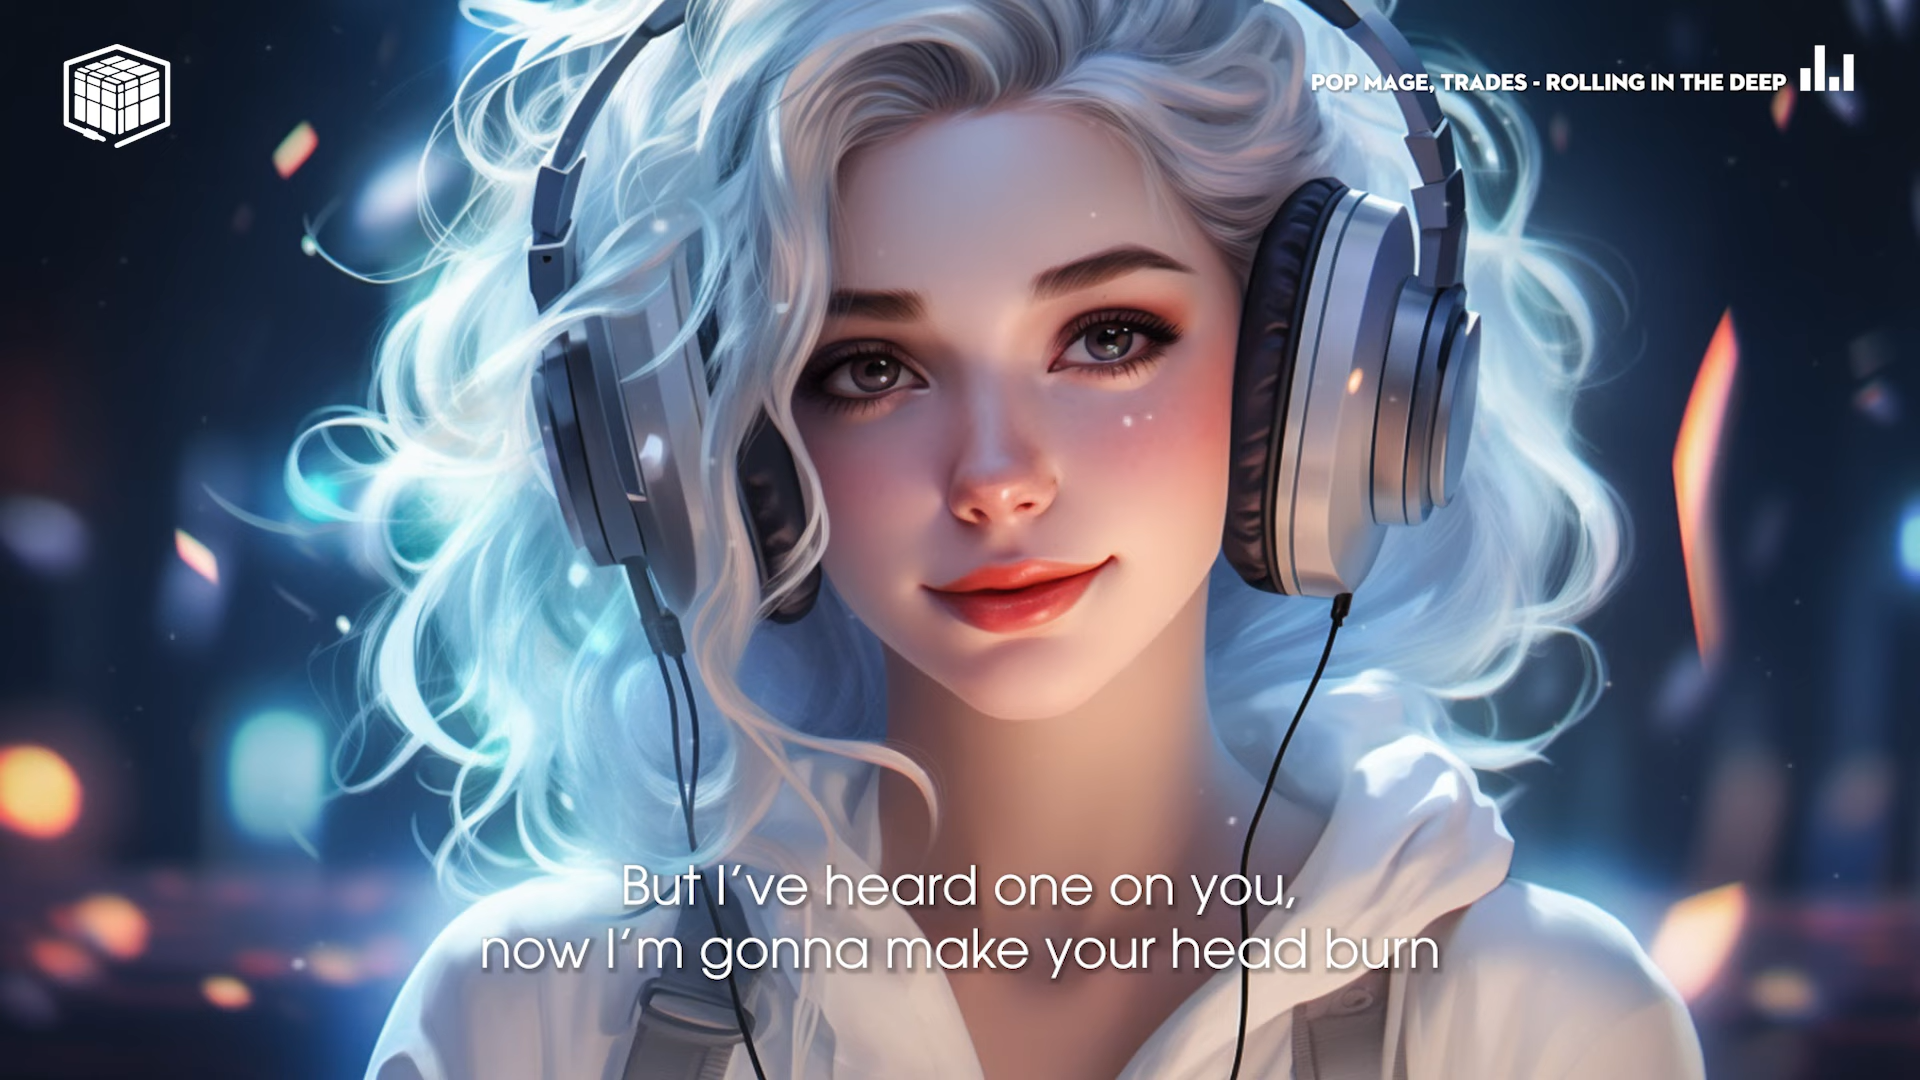 POP MAGE, TRADES - ROLLING IN THE DEEP
But I've heard one on you,
now I'm gonna make your head burn